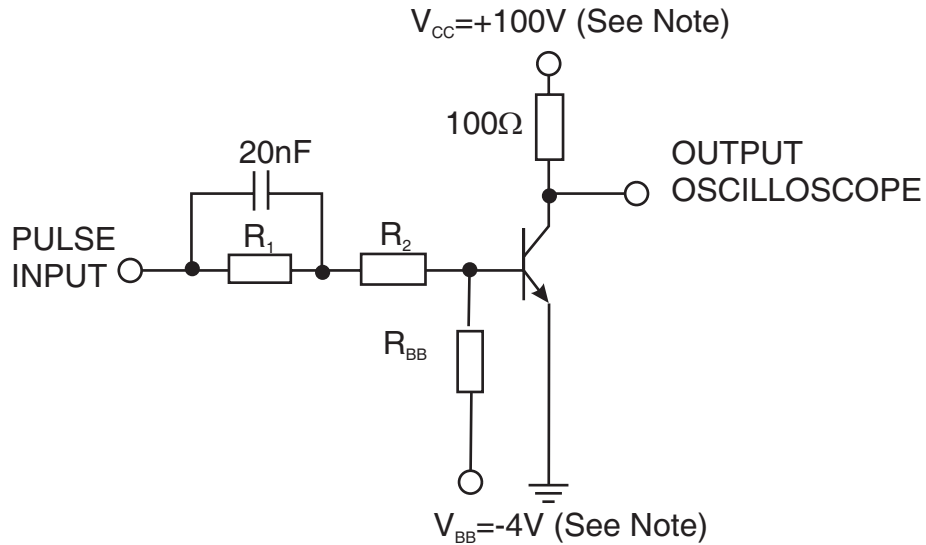 V_CC=+100V (See Note)
100Ω
OUTPUT
OSCILLOSCOPE
20nF
PULSE
INPUT
R_1
R_2
R_BB
V_BB=-4V (See Note)